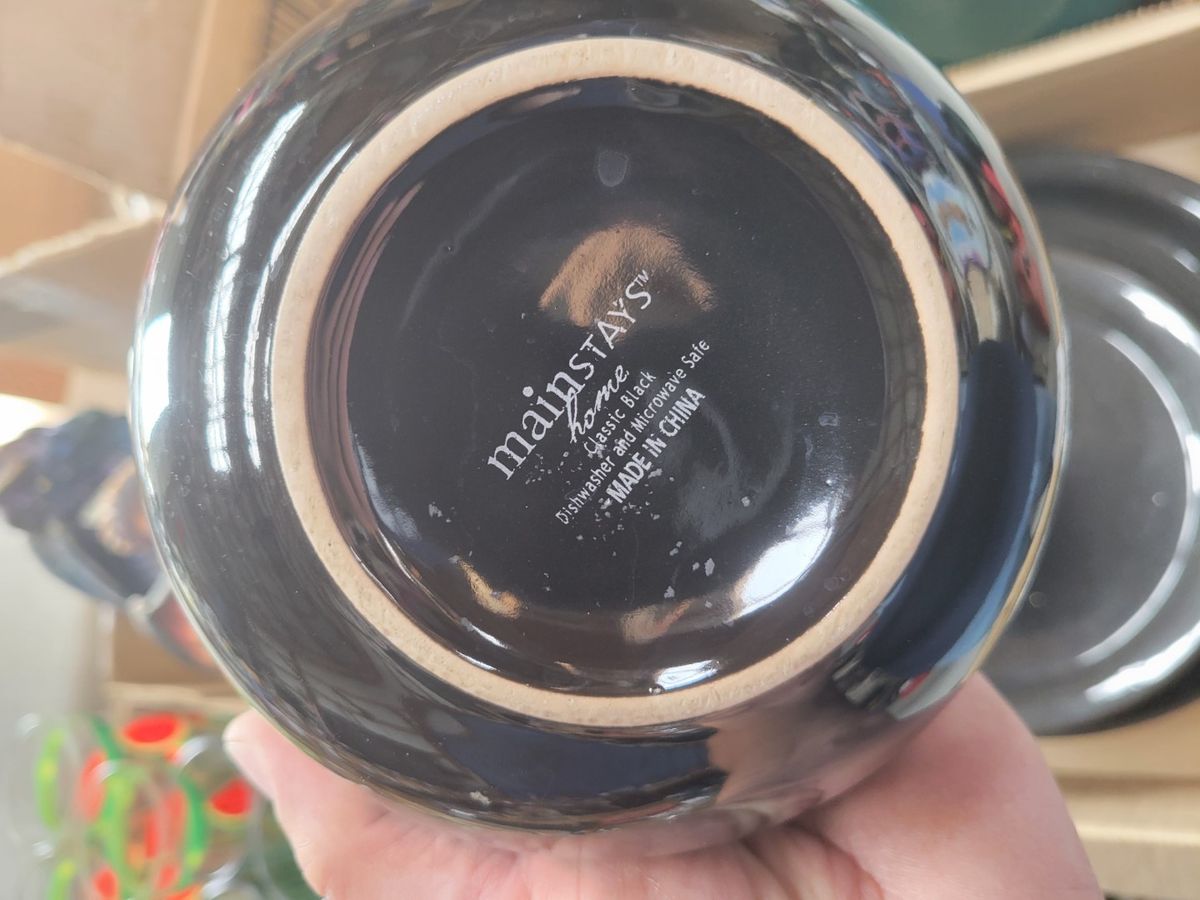 mainstays™
home
Classic Black
Dishwasher and Microwave Safe
MADE IN CHINA